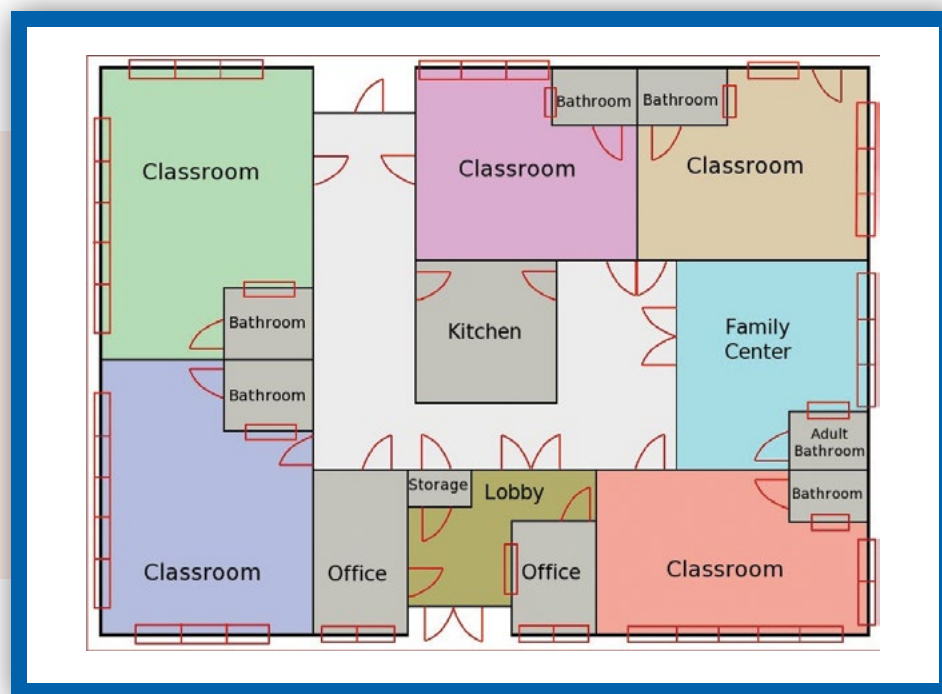 Bathroom
Bathroom
Classroom
Classroom
Classroom
Bathroom
Kitchen
Family
Center
Bathroom
Adult
Bathroom
Storage
Lobby
Bathroom
Classroom
Office
Office
Classroom